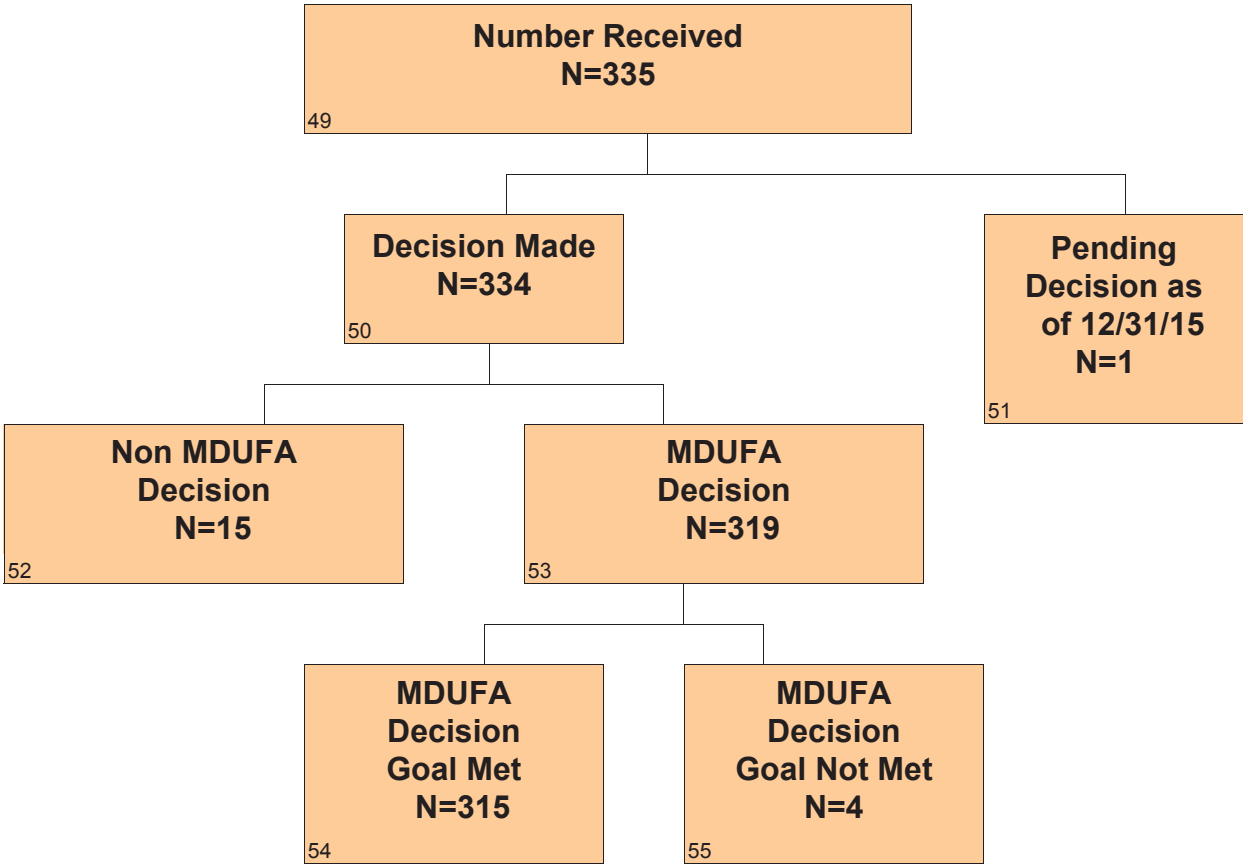 Number Received
N=335
49
Decision Made
N=334
50
Pending
Decision as
of 12/31/15
N=1
51
Non MDUFA
Decision
N=15
52
MDUFA
Decision
N=319
53
MDUFA
Decision
Goal Met
N=315
54
MDUFA
Decision
Goal Not Met
N=4
55